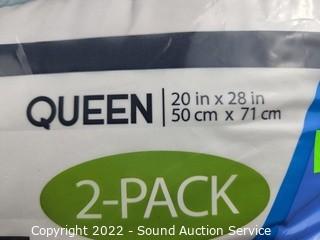 QUEEN
20 in x 28 in
50 cm x 71 cm
2-PACK
Copyright 2022 - Sound Auction Service